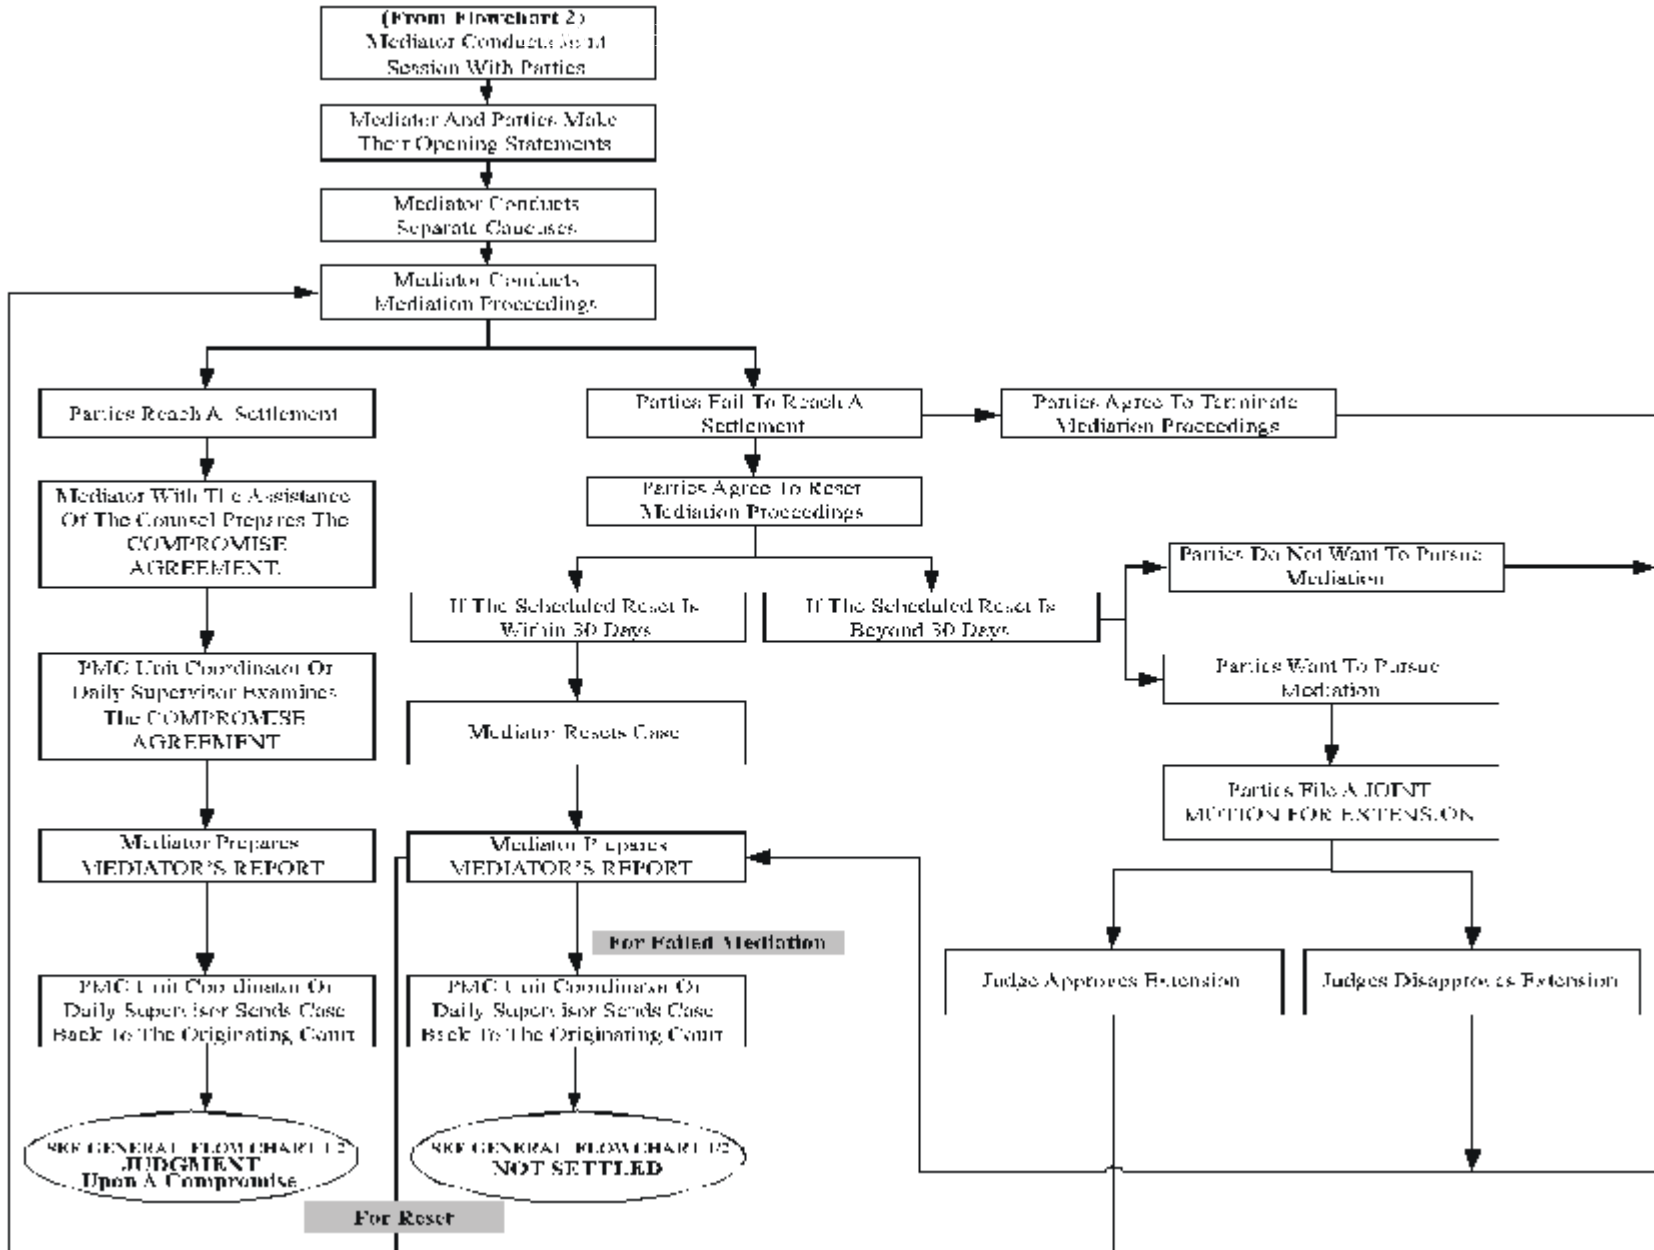 (From Flowchart 2)
Mediator Conducts Joint
Session With Parties
Mediator And Parties Make
Their Opening Statements
Mediator Conducts
Separate Caucuses
Mediator Conducts
Mediation Proceedings
Parties Reach A Settlement
Parties Fail To Reach A
Settlement
Parties Agree To Terminate
Mediation Proceedings
Mediator With The Assistance
Of The Counsel Prepares The
COMPROMISE
AGREEMENT.
Parties Agree To Reset
Mediation Proceedings
If The Scheduled Reset Is
Within 30 Days
If The Scheduled Reset Is
Beyond 30 Days
Parties Do Not Want To Pursue
Mediation
Parties Want To Pursue
Mediation
PMC Unit Coordinator Or
Daily Supervisor Examines
The COMPROMISE
AGREEMENT
Mediator Resets Case
Parties File A JOINT
MOTION FOR EXTENSION
Mediator Prepares
MEDIATOR'S REPORT
Mediator Prepares
MEDIATOR'S REPORT
For Failed Mediation
Judge Approves Extension
Judges Disapproves Extension
PMC Unit Coordinator Or
Daily Supervisor Sends Case
Back To The Originating Court
PMC Unit Coordinator Or
Daily Supervisor Sends Case
Back To The Originating Court
SEE GENERAL FLOW CHART 1/2
JUDGMENT
Upon A Compromise
SEE GENERAL FLOW CHART 1/2
NOT SETTLED
For Reset